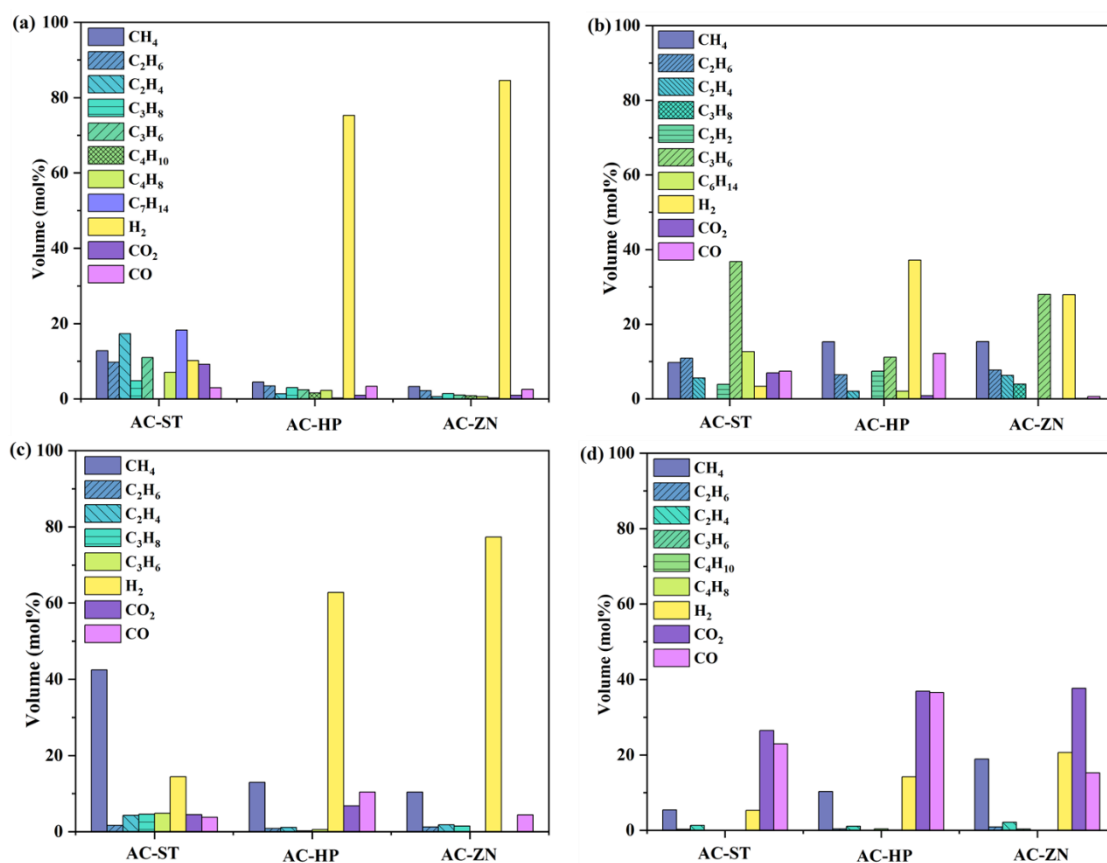 (a)
Volume (mol%)
100
80
60
40
20
0
CH₄
C₂H₆
C₂H₄
C₃H₈
C₃H₆
C₄H₁₀
C₄H₈
C₇H₁₄
H₂
CO₂
CO
AC-ST AC-HP AC-ZN
(b)
Volume (mol%)
100
80
60
40
20
0
CH₄
C₂H₆
C₂H₄
C₃H₈
C₂H₂
C₃H₆
C₆H₁₄
H₂
CO₂
CO
AC-ST AC-HP AC-ZN
(c)
Volume (mol%)
100
80
60
40
20
0
CH₄
C₂H₆
C₂H₄
C₃H₈
C₃H₆
H₂
CO₂
CO
AC-ST AC-HP AC-ZN
(d)
Volume (mol%)
100
80
60
40
20
0
CH₄
C₂H₆
C₂H₄
C₃H₆
C₄H₁₀
C₄H₈
H₂
CO₂
CO
AC-ST AC-HP AC-ZN